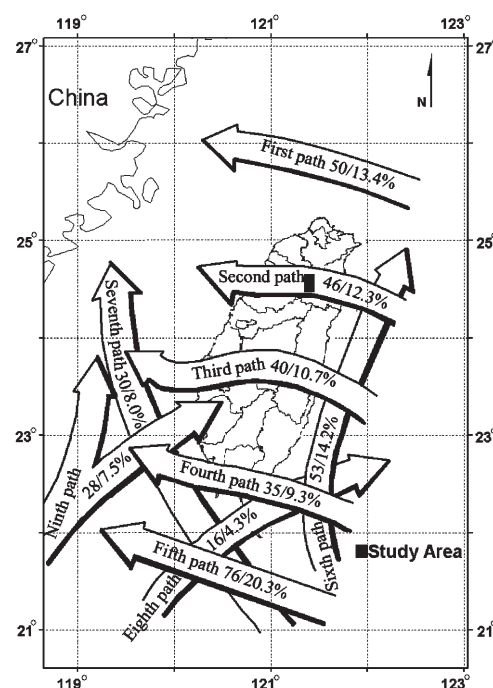 119° 121° 123°
27° 27°
China
N
First path 50/13.4%
25° 25°
Second path 46/12.3%
Seventh path 30/8.0%
Third path 40/10.7%
23° 23°
53/14.2%
Sixth path
Ninth path
28/7.5%
Fourth path 35/9.3%
16/4.3%
Eighth path
Study Area
Fifth path 76/20.3%
21° 21°
119° 121° 123°